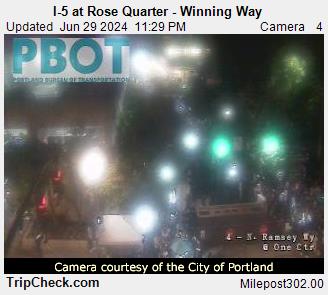 I-5 at Rose Quarter - Winning Way
Updated Jun 29 2024 11:29 PM Camera 4
PBOT
PORTLAND BUREAU OF TRANSPORTATION
4 - N. Ramsey Wy
@ One Ctr
Camera courtesy of the City of Portland
TripCheck.com Milepost302.00